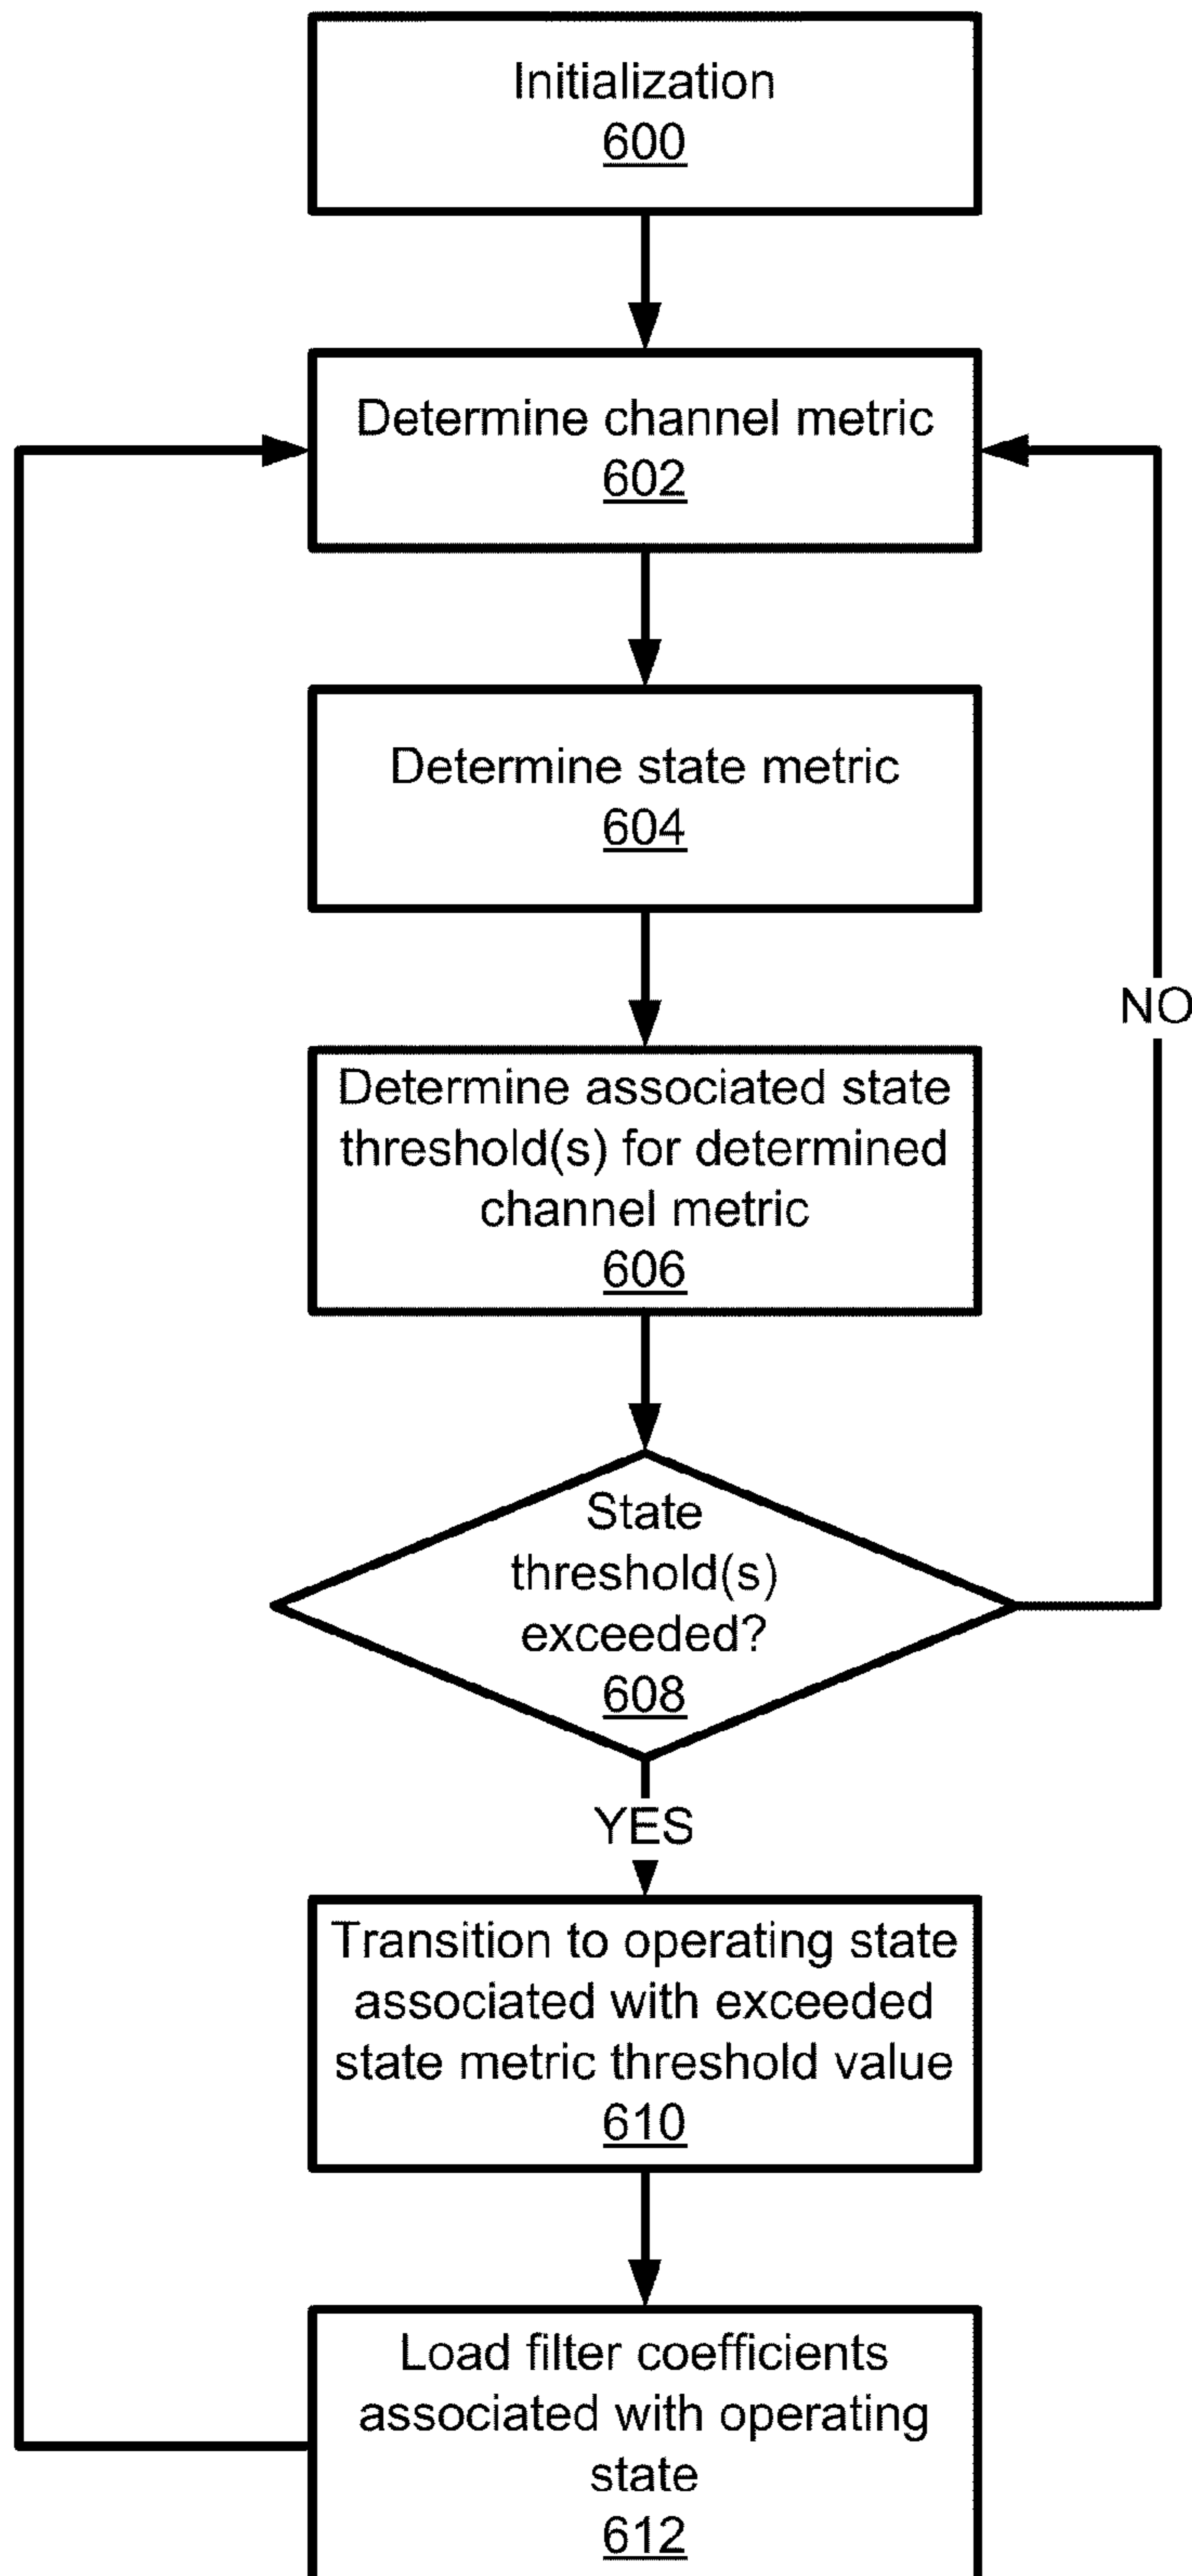 Initialization
600
Determine channel metric
602
Determine state metric
604
Determine associated state
threshold(s) for determined
channel metric
606
State
threshold(s)
exceeded?
608
NO
YES
Transition to operating state
associated with exceeded
state metric threshold value
610
Load filter coefficients
associated with operating
state
612